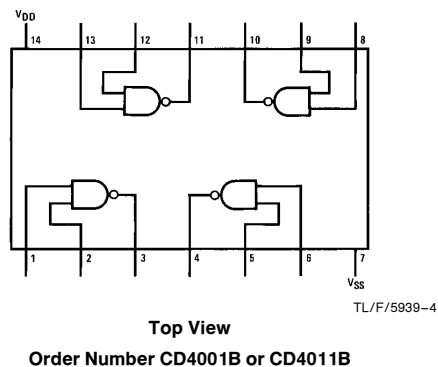 VDD
14 13 12 11 10 9 8
1 2 3 4 5 6 7
VSS
TL/F/5939–4
Top View
Order Number CD4001B or CD4011B